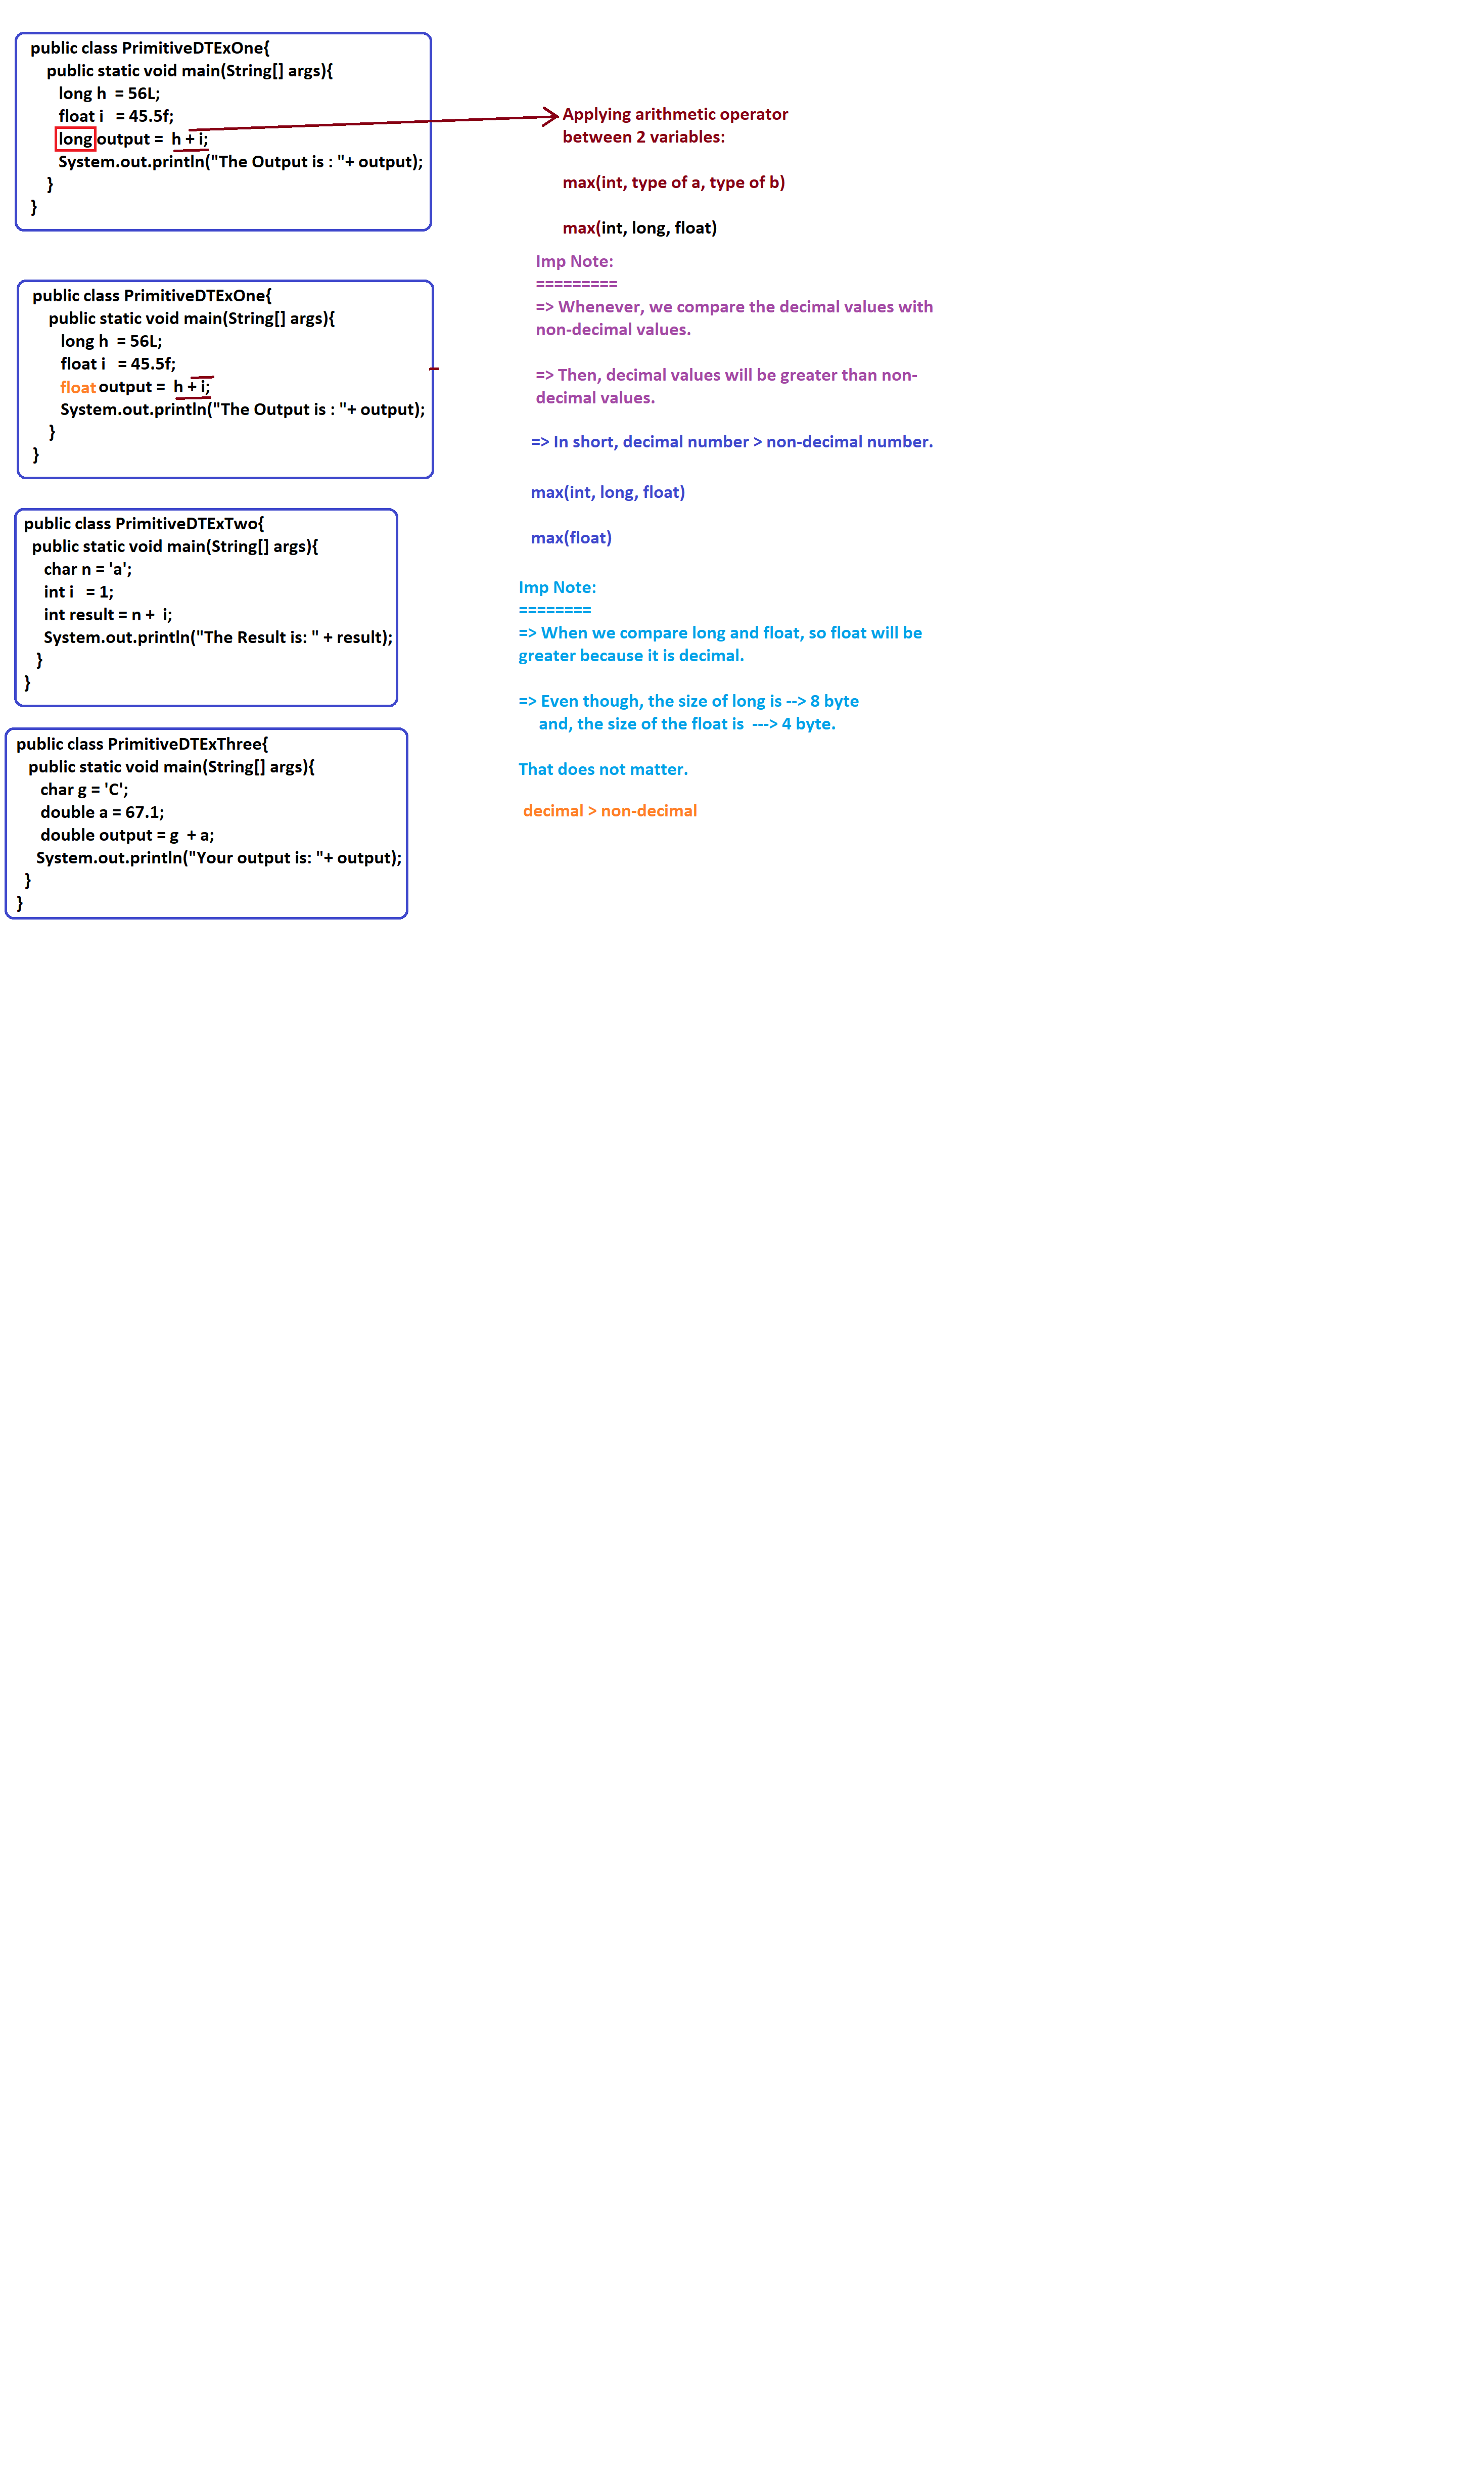 public class PrimitiveDTExOne{
public static void main(String[] args){
long h  = 56L;
float i   = 45.5f;
long output =  h + i;
System.out.println("The Output is : "+ output);
}
}
Applying arithmetic operator
between 2 variables:
max(int, type of a, type of b)
max(int, long, float)
Imp Note:
=========
=> Whenever, we compare the decimal values with
non-decimal values.
=> Then, decimal values will be greater than non-
decimal values.
=> In short, decimal number > non-decimal number.
max(int, long, float)
max(float)
public class PrimitiveDTExOne{
public static void main(String[] args){
long h  = 56L;
float i   = 45.5f;
float output =  h + i;
System.out.println("The Output is : "+ output);
}
}
public class PrimitiveDTExTwo{
public static void main(String[] args){
char n = 'a';
int i   = 1;
int result = n +  i;
System.out.println("The Result is: " + result);
}
}
Imp Note:
========
=> When we compare long and float, so float will be
greater because it is decimal.
=> Even though, the size of long is --> 8 byte
and, the size of the float is  ---> 4 byte.
That does not matter.
decimal > non-decimal
public class PrimitiveDTExThree{
public static void main(String[] args){
char g = 'C';
double a = 67.1;
double output = g  + a;
System.out.println("Your output is: "+ output);
}
}